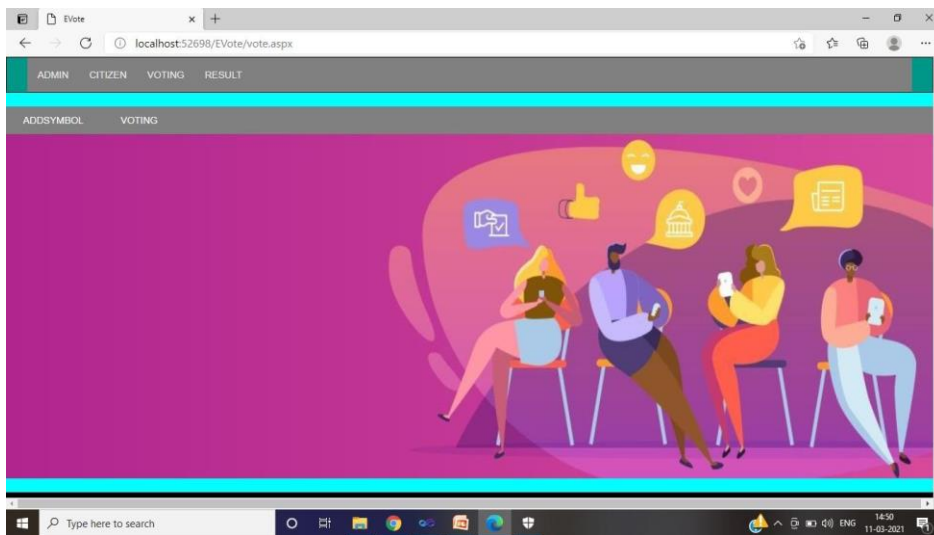 EVote
localhost:52698/EVote/vote.aspx
ADMIN CITIZEN VOTING RESULT
ADDSYMBOL VOTING
Type here to search
ENG
14:50
11-03-2021